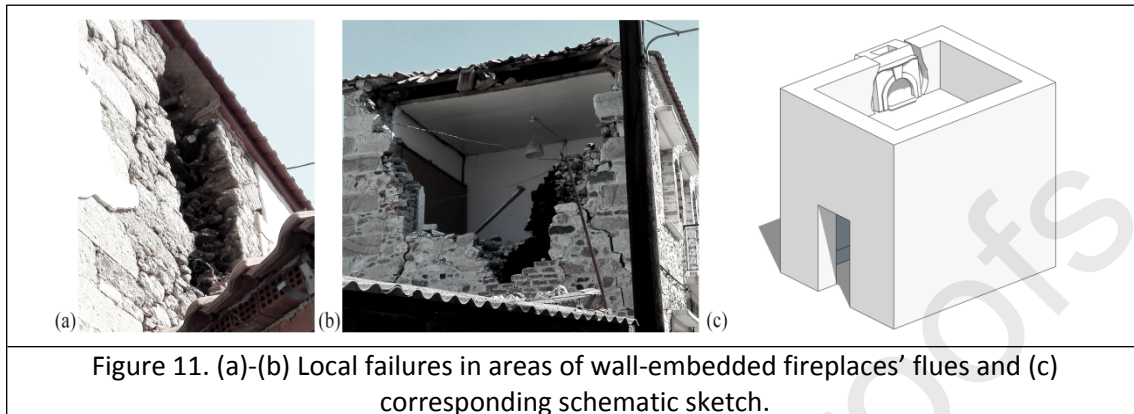 (a)
(b)
(c)
Figure 11. (a)-(b) Local failures in areas of wall-embedded fireplaces’ flues and (c)
corresponding schematic sketch.